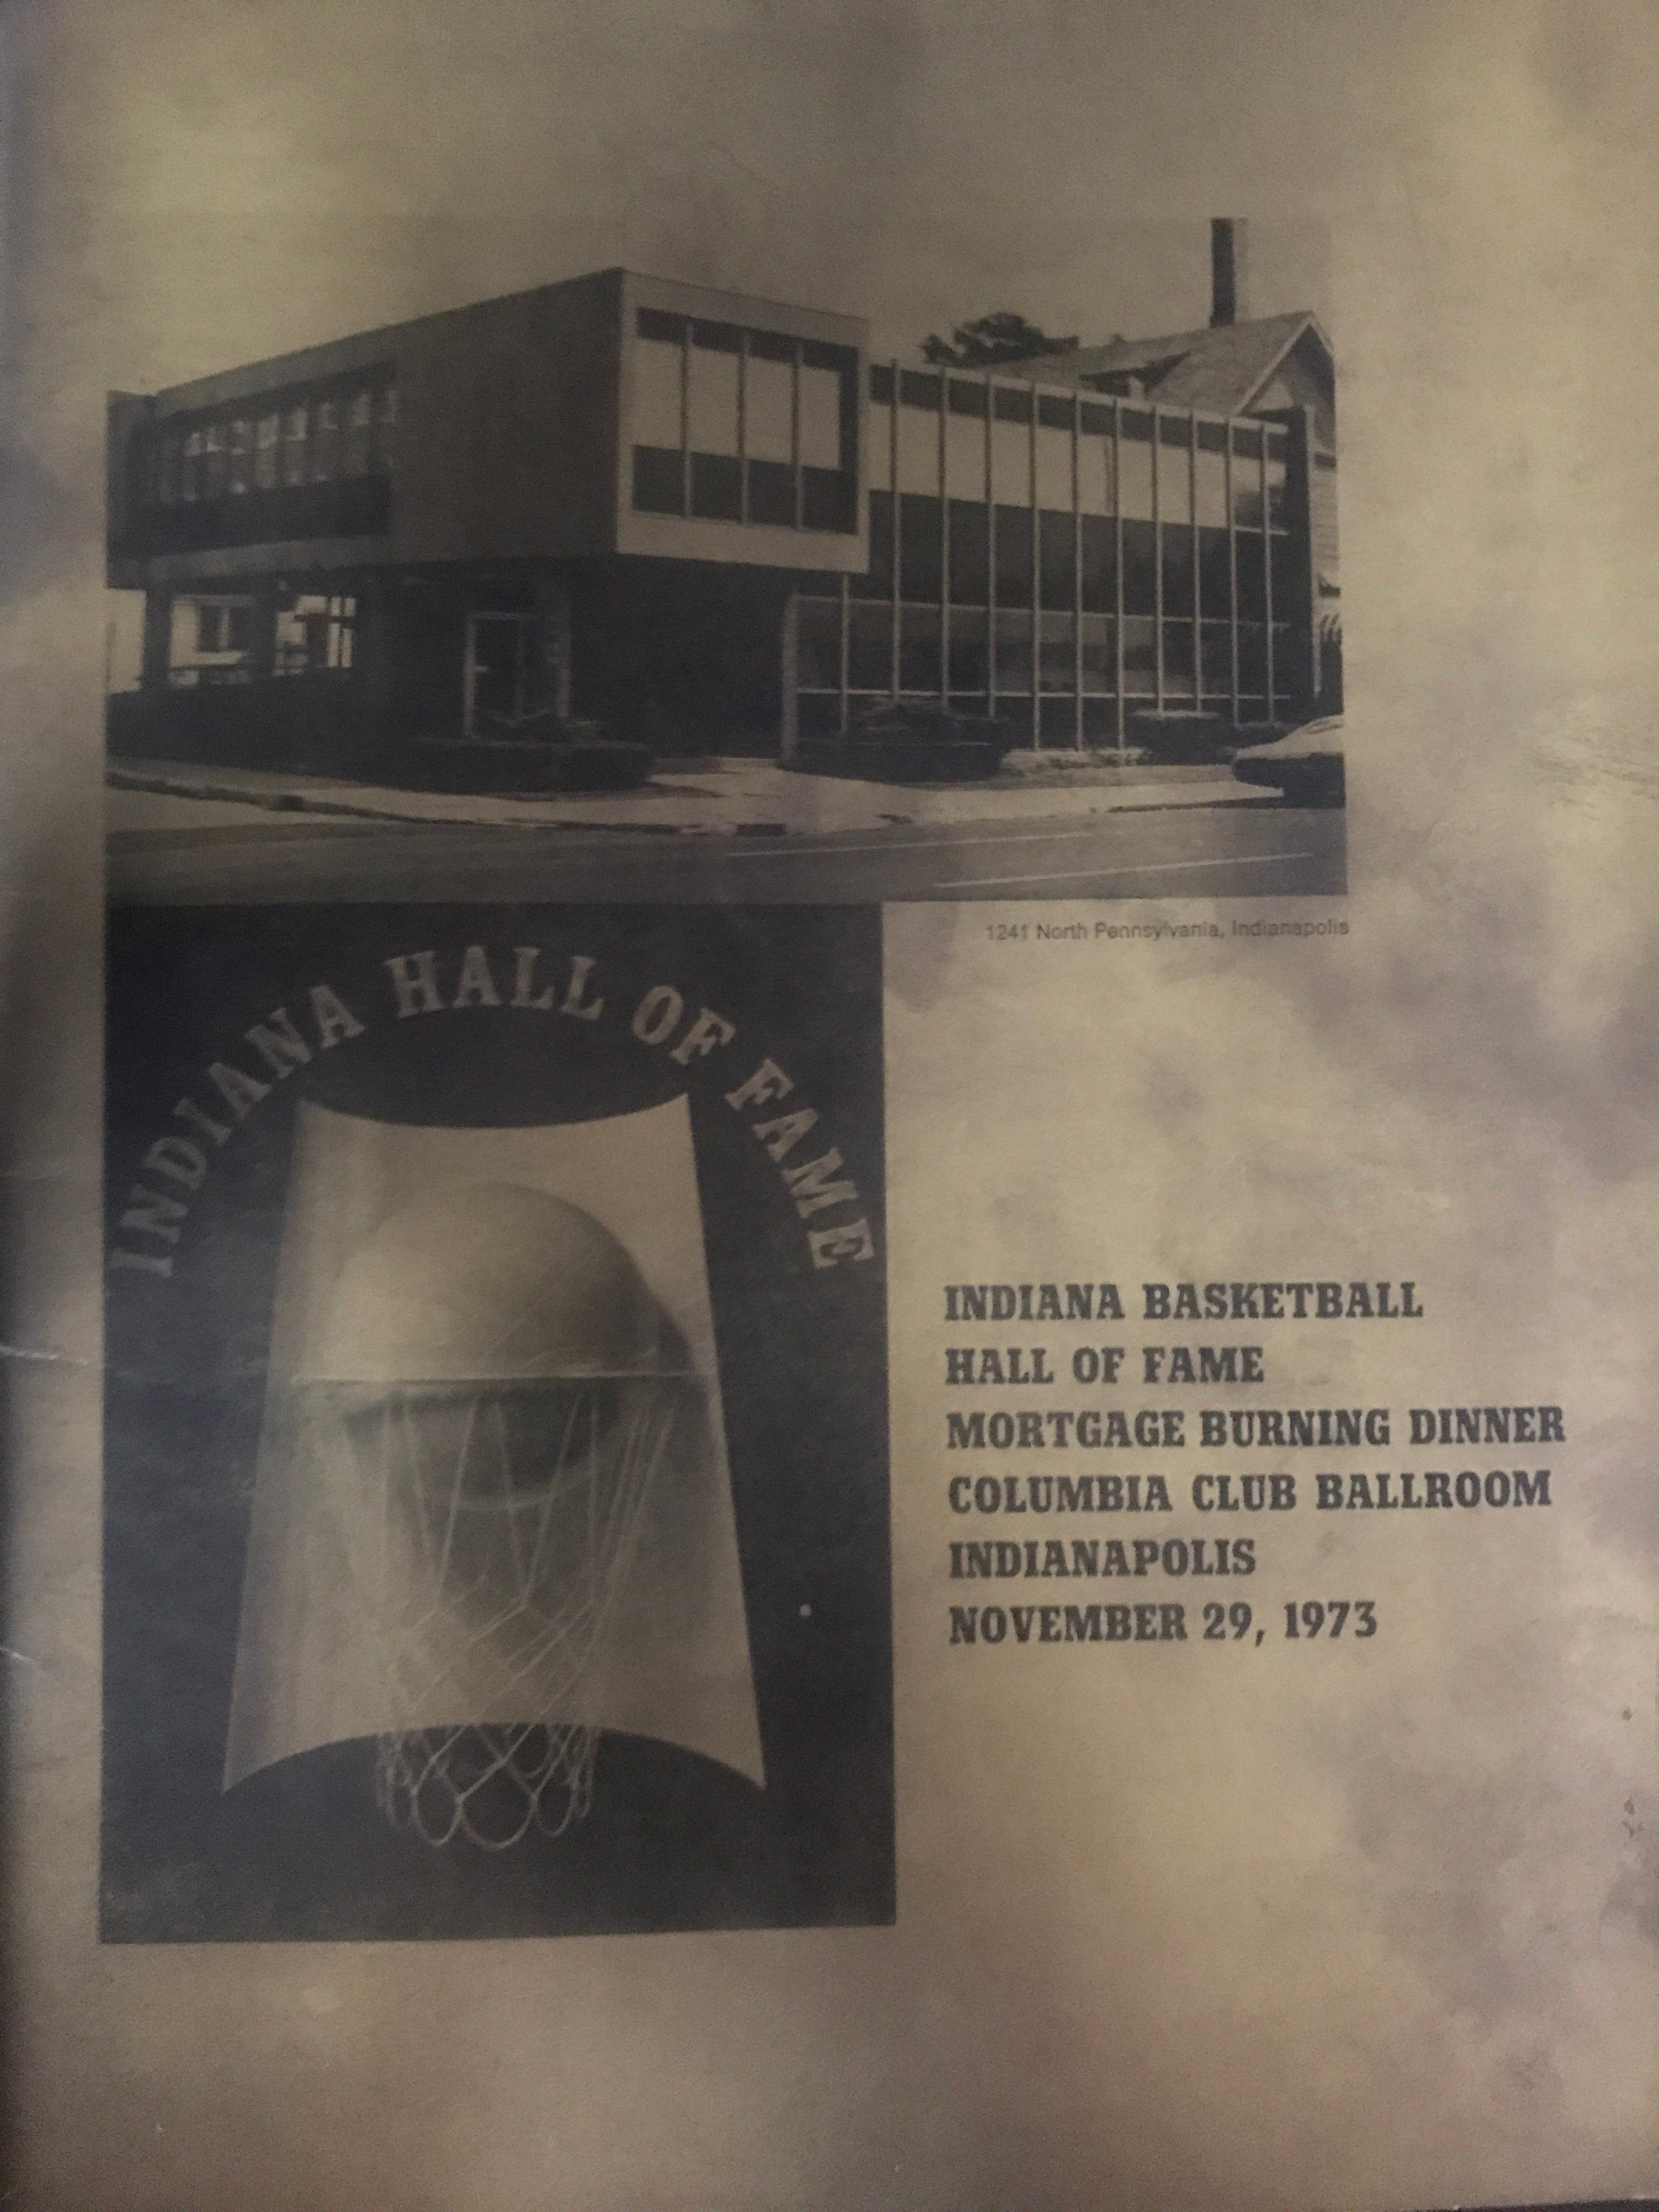 1241 North Pennsylvania, Indianapolis
INDIANA HALL OF FAME
INDIANA BASKETBALL
HALL OF FAME
MORTGAGE BURNING DINNER
COLUMBIA CLUB BALLROOM
INDIANAPOLIS
NOVEMBER 29, 1973